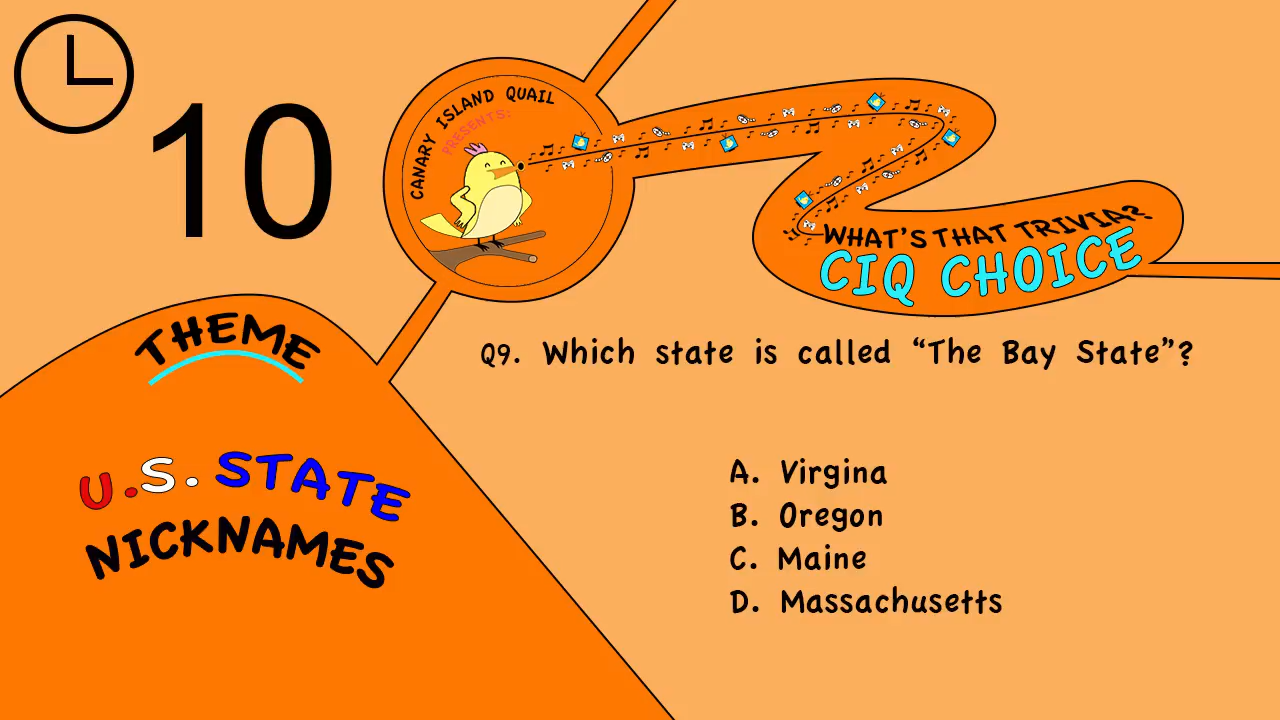 10
CANARY ISLAND QUAIL
PRESENTS:
WHAT'S THAT TRIVIA?
CIQ CHOICE
THEME
U.S. STATE
NICKNAMES
Q9. Which state is called “The Bay State”?
A. Virgina
B. Oregon
C. Maine
D. Massachusetts